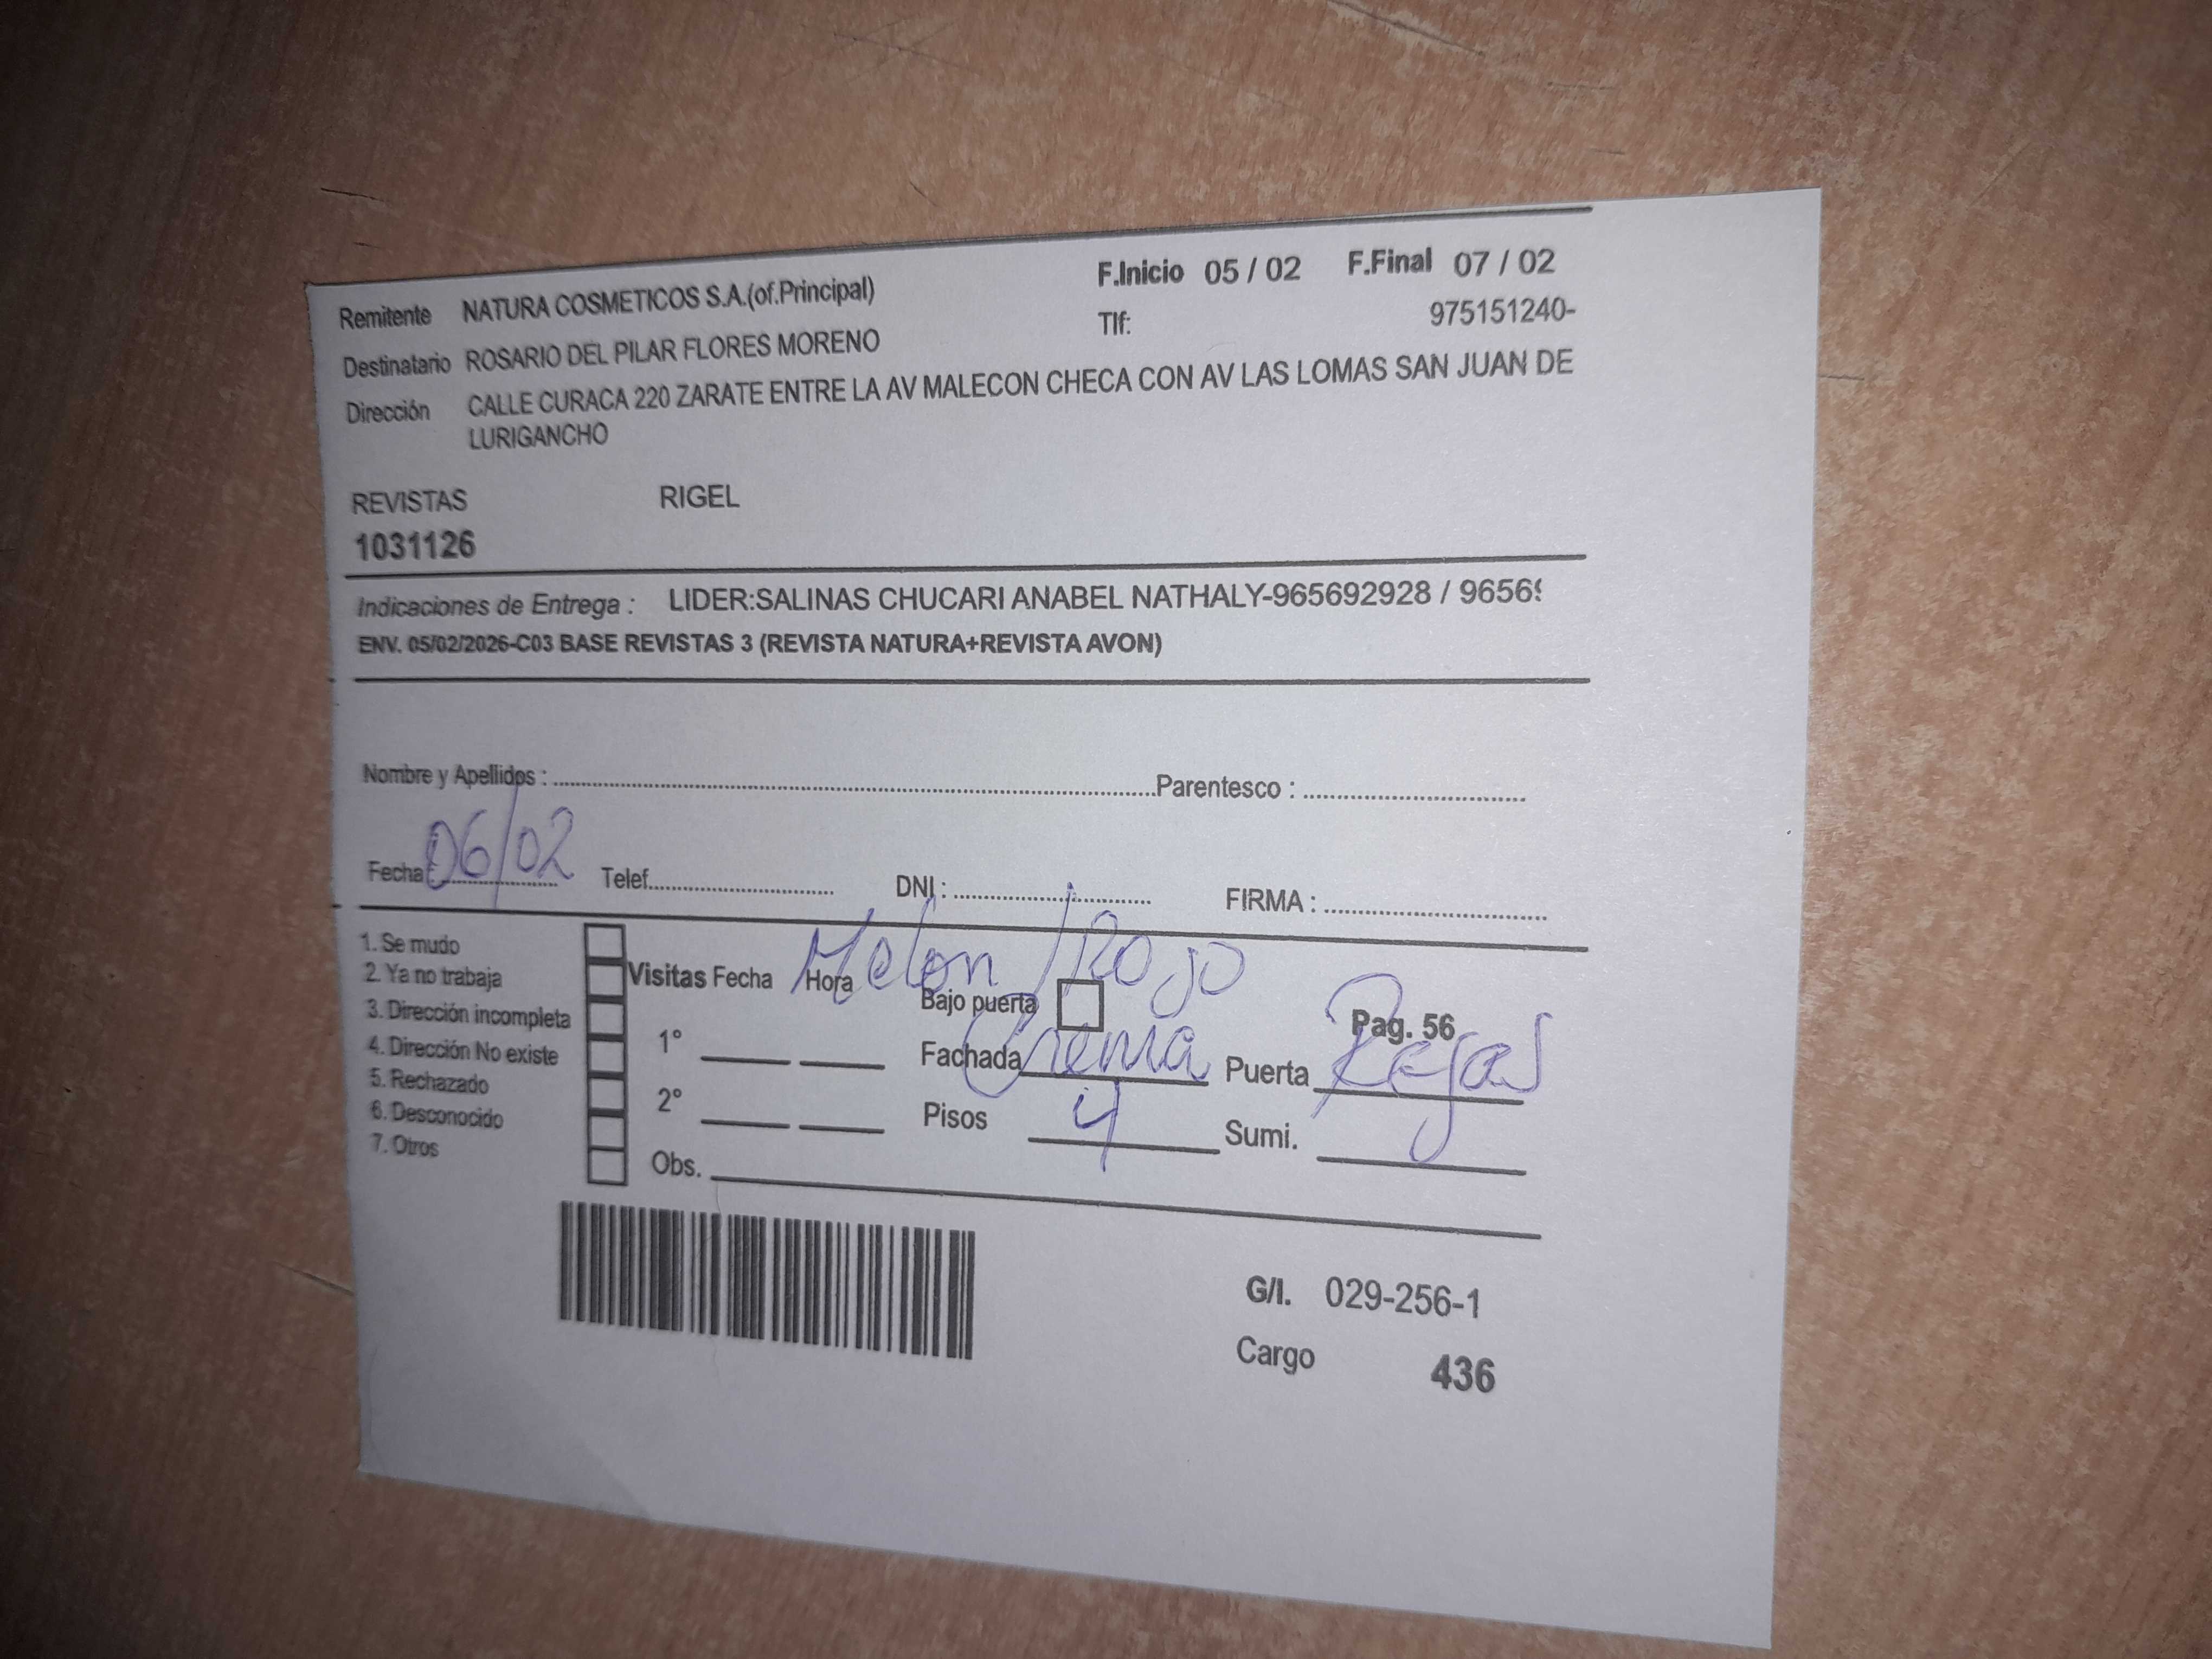 Remitente NATURA COSMETICOS S.A.(of.Principal) F.Inicio 05 / 02 F.Final 07 / 02
Destinatario ROSARIO DEL PILAR FLORES MORENO Tlf: 975151240-
Dirección CALLE CURACA 220 ZARATE ENTRE LA AV MALECON CHECA CON AV LAS LOMAS SAN JUAN DE
LURIGANCHO
REVISTAS RIGEL
1031126
Indicaciones de Entrega : LIDER:SALINAS CHUCARI ANABEL NATHALY-965692928 / 96569
ENV. 05/02/2026-C03 BASE REVISTAS 3 (REVISTA NATURA+REVISTA AVON)
Nombre y Apellidos : Parentesco :
Fecha : 06/02 Telef. DNI : FIRMA :
1. Se mudo
2. Ya no trabaja
3. Dirección incompleta
4. Dirección No existe
5. Rechazado
6. Desconocido
7. Otros
Visitas Fecha Hora Melon / Rojo
Bajo puerta Pag. 56
1° Fachada Crema Puerta Rejas
2° Pisos 4 Sumi.
Obs.
G/I. 029-256-1
Cargo 436